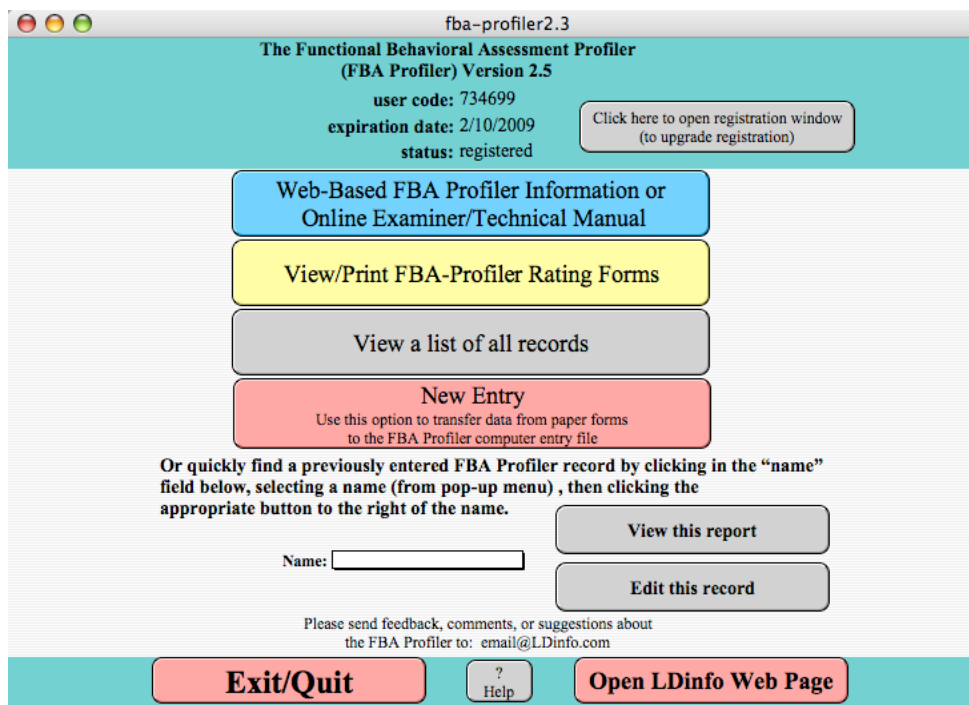 fba-profiler2.3
The Functional Behavioral Assessment Profiler
(FBA Profiler) Version 2.5
user code: 734699
expiration date: 2/10/2009
status: registered
Click here to open registration window
(to upgrade registration)
Web-Based FBA Profiler Information or
Online Examiner/Technical Manual
View/Print FBA-Profiler Rating Forms
View a list of all records
New Entry
Use this option to transfer data from paper forms
to the FBA Profiler computer entry file
Or quickly find a previously entered FBA Profiler record by clicking in the “name”
field below, selecting a name (from pop-up menu) , then clicking the
appropriate button to the right of the name.
View this report
Name:
Edit this record
Please send feedback, comments, or suggestions about
the FBA Profiler to: email@LDinfo.com
Exit/Quit
?
Help
Open LDinfo Web Page